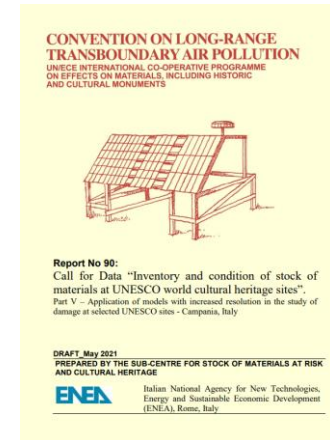 CONVENTION ON LONG-RANGE
TRANSBOUNDARY AIR POLLUTION
UN/ECE INTERNATIONAL CO-OPERATIVE PROGRAMME
ON EFFECTS ON MATERIALS, INCLUDING HISTORIC
AND CULTURAL MONUMENTS
Report No 90:
Call for Data “Inventory and condition of stock of
materials at UNESCO world cultural heritage sites”.
Part V – Application of models with increased resolution in the study of
damage at selected UNESCO sites - Campania, Italy
DRAFT_May 2021
PREPARED BY THE SUB-CENTRE FOR STOCK OF MATERIALS AT RISK
AND CULTURAL HERITAGE
ENEA
Italian National Agency for New Technologies,
Energy and Sustainable Economic Development
(ENEA), Rome, Italy